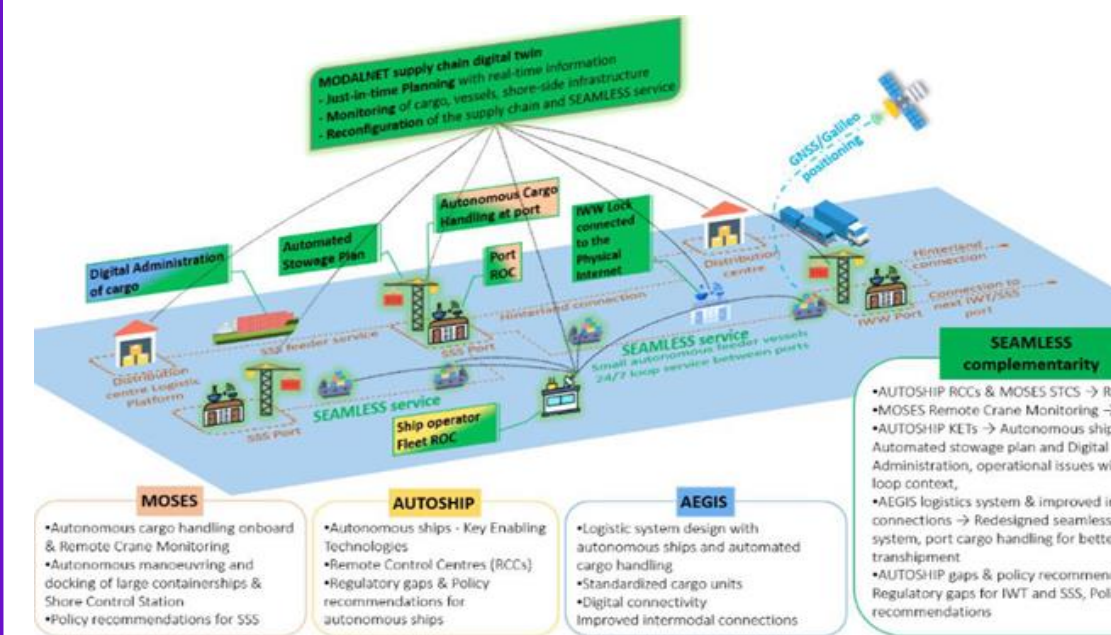 MODALNET supply chain digital twin
- Just-in-time Planning with real-time information
- Monitoring of cargo, vessels, shore-side infrastructure
- Reconfiguration of the supply chain and SEAMLESS service
GNSS/Galileo
positioning
Autonomous Cargo
Handling at port
IWW Lock
connected
to the
Physical
Internet
Automated
Stowage Plan
Port
ROC
Digital Administration
of cargo
Distribution
centre
Hinterland
connection
Hinterland connection
Connection to
next IWT/SSS
port
IWW Port
SSS feeder service
SSS Port
SEAMLESS service
Small autonomous feeder vessels
24/7 loop service between ports
Distribution
centre Logistic
Platform
SEAMLESS service
SSS Port
Ship operator
Fleet ROC
SEAMLESS
complementarity
•AUTOSHIP RCCs & MOSES STCS → R
•MOSES Remote Crane Monitoring →
•AUTOSHIP KETs → Autonomous ship
Automated stowage plan and Digital
Administration, operational issues wi
loop context,
•AEGIS logistics system & improved in
connections → Redesigned seamless
system, port cargo handling for bette
transhipment
•AUTOSHIP gaps & policy recommend
Regulatory gaps for IWT and SSS, Poli
recommendations
MOSES
•Autonomous cargo handling onboard
& Remote Crane Monitoring
•Autonomous manoeuvring and
docking of large containerships &
Shore Control Station
•Policy recommendations for SSS
AUTOSHIP
•Autonomous ships - Key Enabling
Technologies
•Remote Control Centres (RCCs)
•Regulatory gaps & Policy
recommendations for
autonomous ships
AEGIS
•Logistic system design with
autonomous ships and automated
cargo handling
•Standardized cargo units
•Digital connectivity
Improved intermodal connections